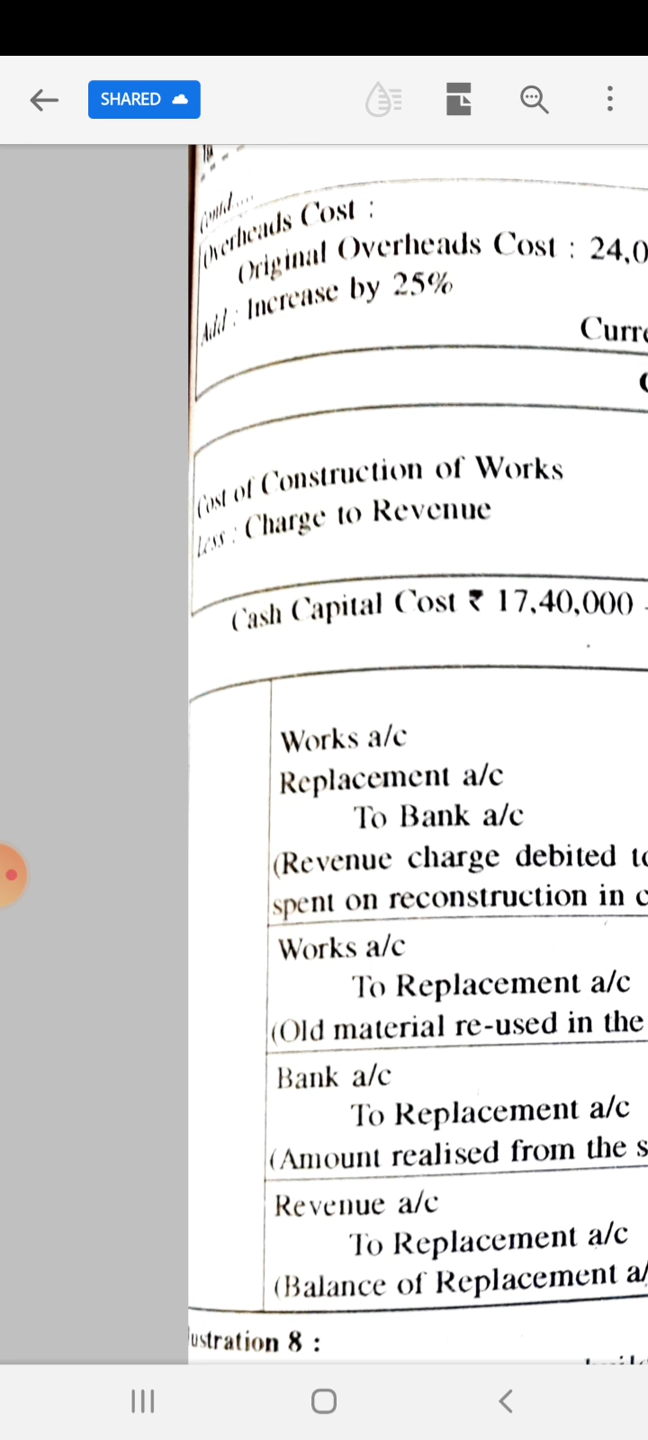 SHARED
Contd....
Overheads Cost :
Original Overheads Cost : 24,0
Add : Increase by 25%
Curre
Cost of Construction of Works
Less : Charge to Revenue
Cash Capital Cost ₹ 17,40,000 -
Works a/c
Replacement a/c
To Bank a/c
(Revenue charge debited to
spent on reconstruction in c
Works a/c
To Replacement a/c
(Old material re-used in the
Bank a/c
To Replacement a/c
(Amount realised from the s
Revenue a/c
To Replacement a/c
(Balance of Replacement a/
ustration 8 :